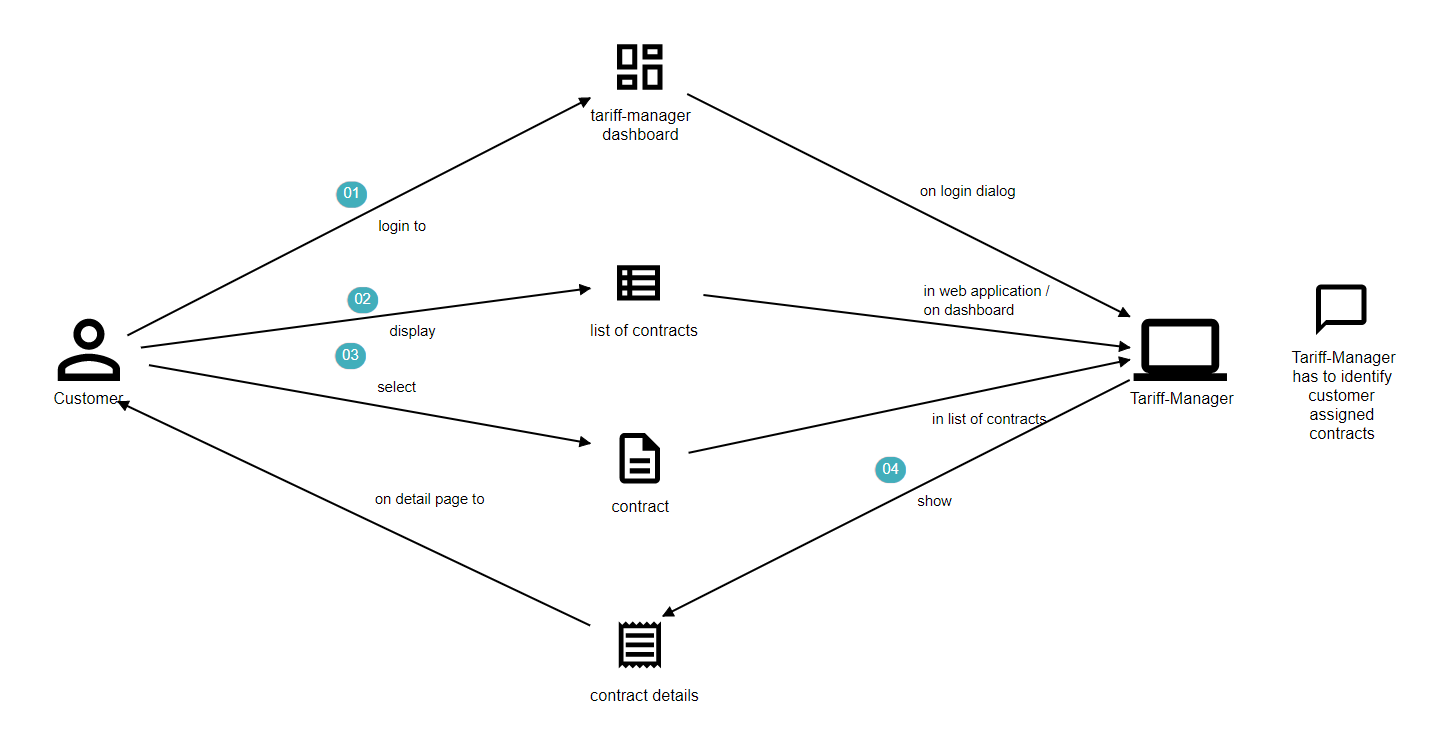 tariff-manager
dashboard
01
login to
on login dialog
02
display
list of contracts
in web application /
on dashboard
03
select
Customer
Tariff-Manager
Tariff-Manager
has to identify
customer
assigned
contracts
in list of contracts
contract
on detail page to
04
show
contract details